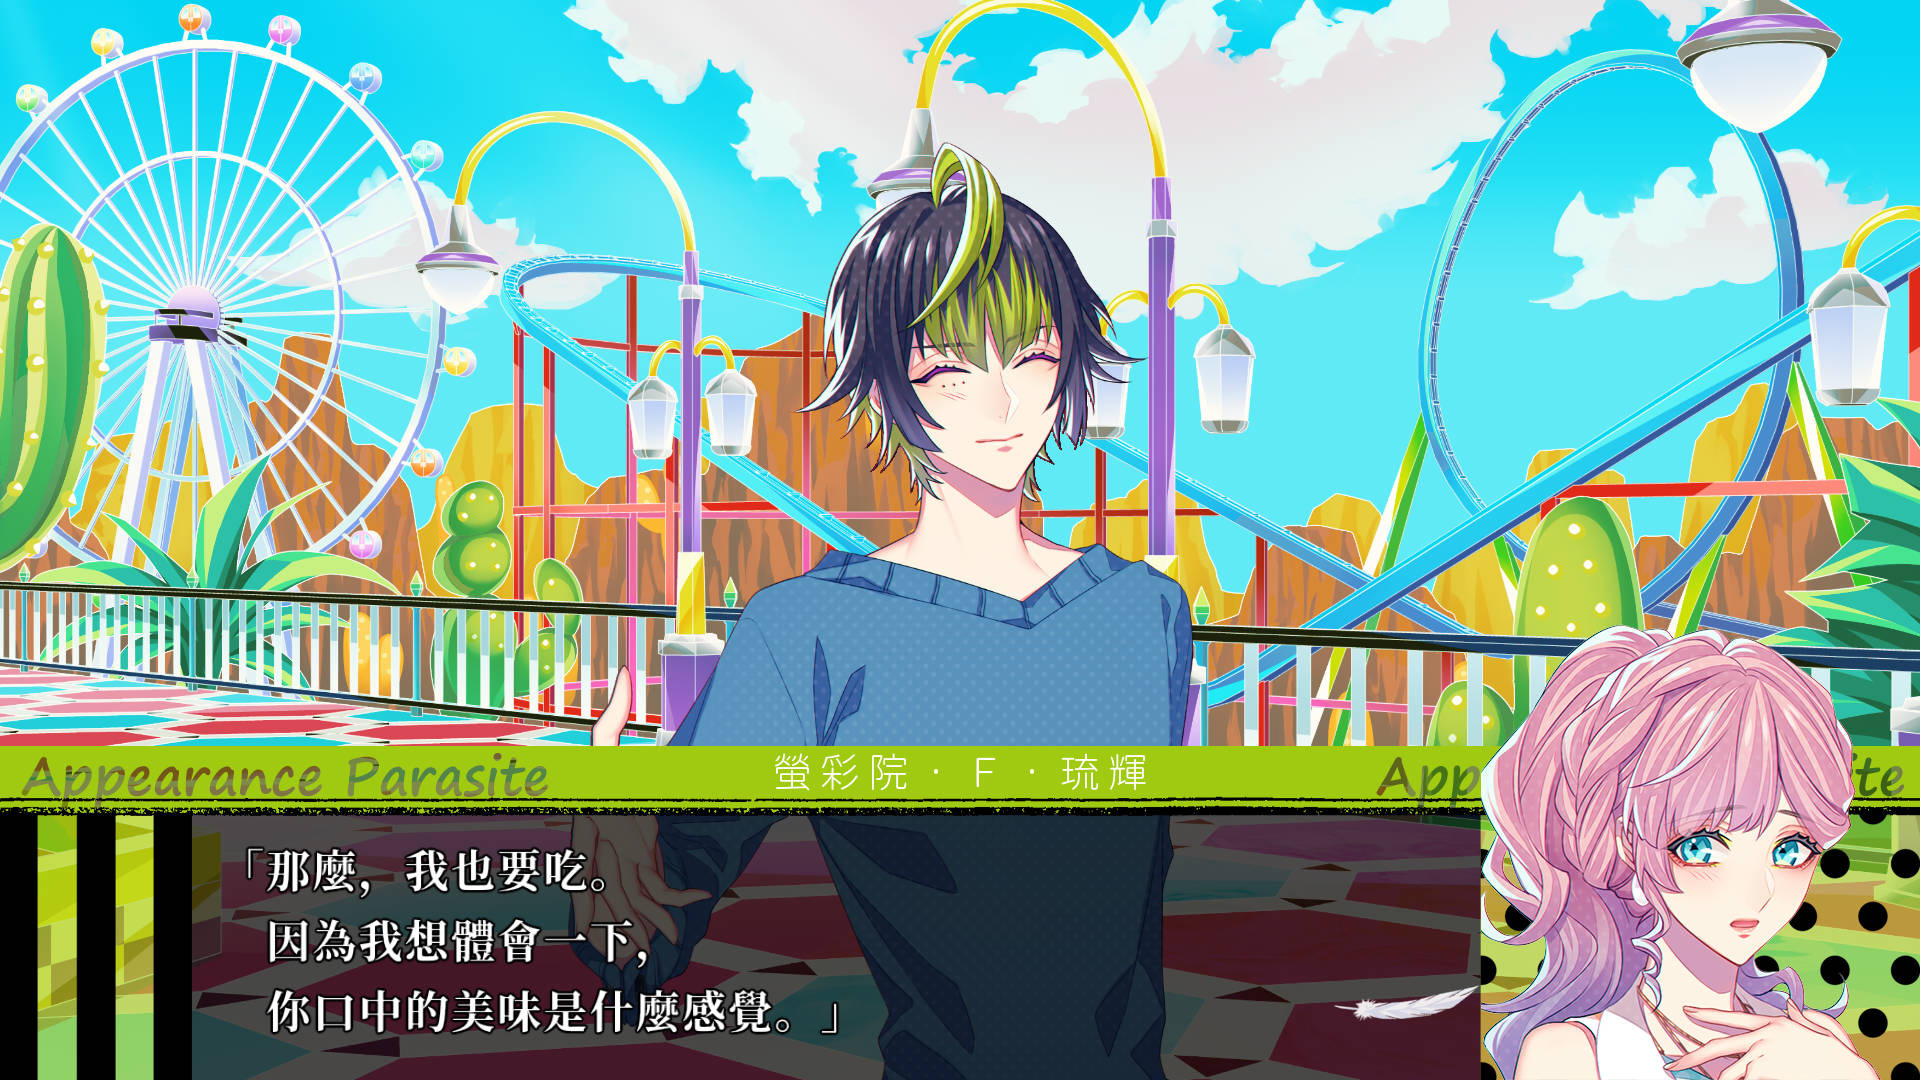 Appearance Parasite
螢彩院・F・琉輝
App
ite
「那麼，我也要吃。
因為我想體會一下，
你口中的美味是什麼感覺。」